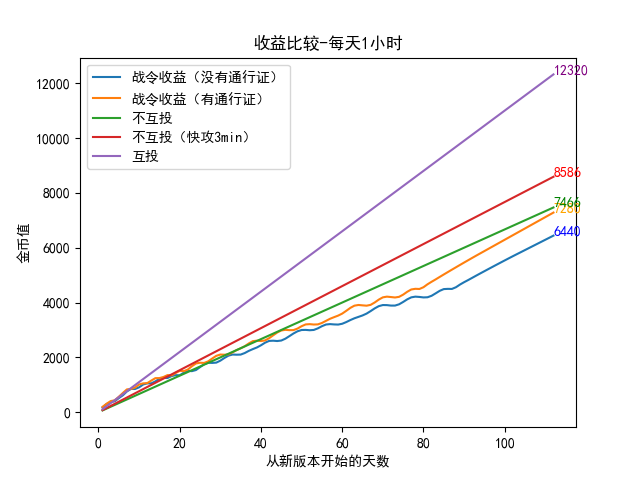 收益比较-每天1小时
战令收益（没有通行证）
战令收益（有通行证）
不互投
不互投（快攻3min）
互投
12320
8586
7466
7280
6440
金币值
12000
10000
8000
6000
4000
2000
0
0
20
40
60
80
100
从新版本开始的天数